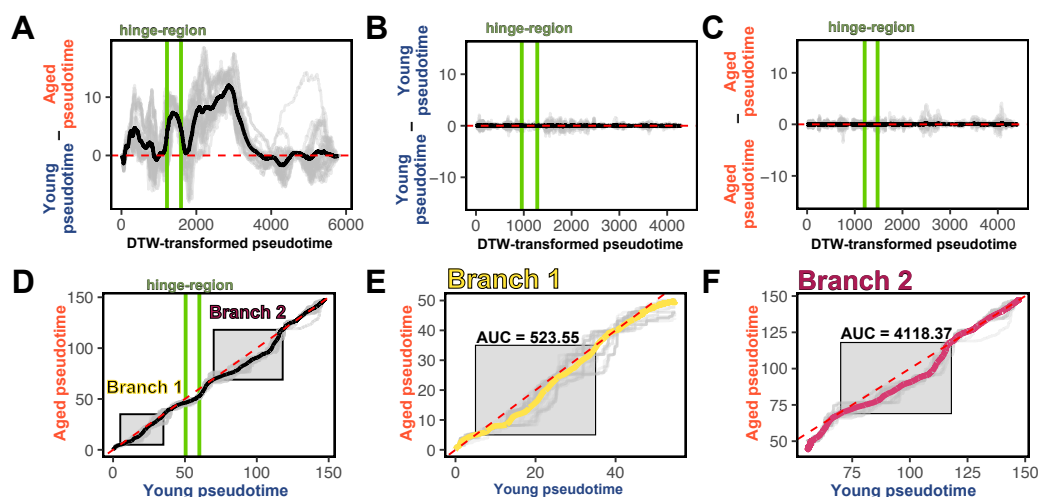 A
hinge-region
Young pseudotime – Aged pseudotime
10
0
0
2000
4000
6000
DTW-transformed pseudotime
B
hinge-region
Young pseudotime – Young pseudotime
10
0
−10
0
1000
2000
3000
4000
DTW-transformed pseudotime
C
hinge-region
Aged pseudotime – Aged pseudotime
10
0
−10
0
1000
2000
3000
4000
DTW-transformed pseudotime
D
hinge-region
Branch 2
Branch 1
Aged pseudotime
150
100
50
0
0
50
100
150
Young pseudotime
E
Branch 1
AUC = 523.55
Aged pseudotime
50
40
30
20
10
0
0
20
40
Young pseudotime
F
Branch 2
AUC = 4118.37
Aged pseudotime
150
125
100
75
50
75
100
125
150
Young pseudotime